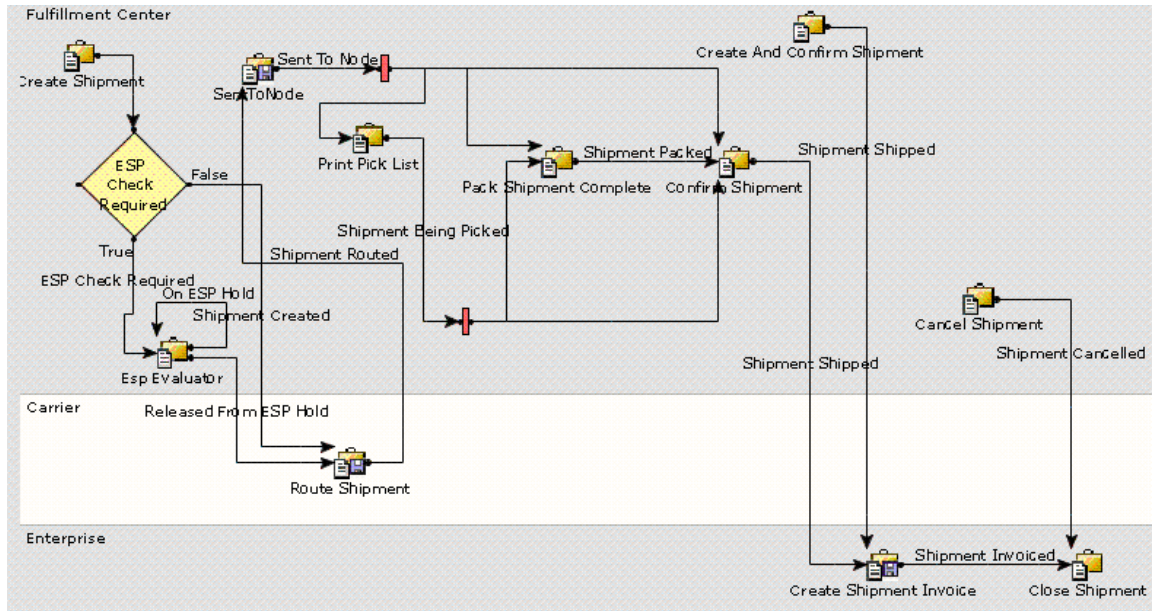 Fulfillment Center
Create And Confirm Shipment
Sent To Node
Create Shipment
SentToNode
Print Pick List
ESP
Check
Required
False
Shipment Packed
Shipment Shipped
Pack Shipment Complete
Confirm Shipment
Shipment Being Picked
True
Shipment Routed
ESP Check Required
On ESP Hold
Shipment Created
Cancel Shipment
Esp Evaluator
Shipment Shipped
Shipment Cancelled
Carrier
Released From ESP Hold
Route Shipment
Enterprise
Shipment Invoiced
Create Shipment Invoice
Close Shipment